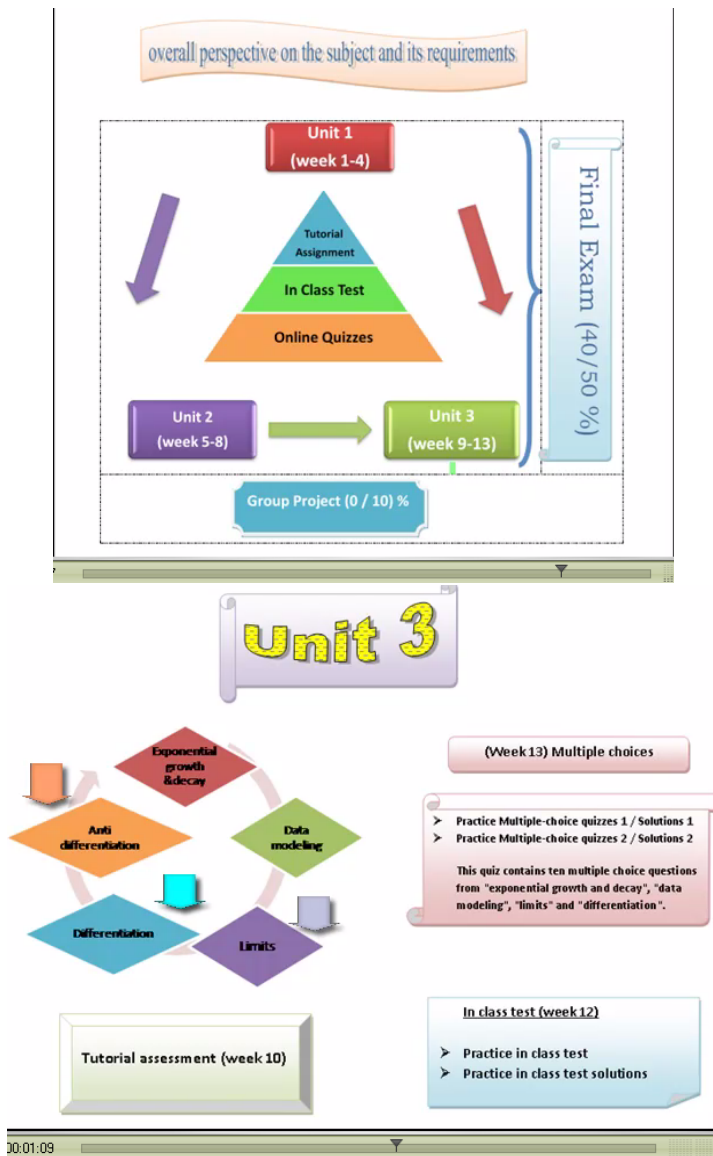 overall perspective on the subject and its requirements
Unit 1
(week 1-4)
Tutorial
Assignment
In Class Test
Online Quizzes
Unit 2
(week 5-8)
Unit 3
(week 9-13)
Final Exam (40/50 %)
Group Project (0 / 10) %
Unit 3
Exponential
growth
&decay
Anti
differentiation
Data
modeling
Differentiation
Limits
(Week 13) Multiple choices
➢ Practice Multiple-choice quizzes 1 / Solutions 1
➢ Practice Multiple-choice quizzes 2 / Solutions 2
This quiz contains ten multiple choice questions
from "exponential growth and decay", "data
modeling", "limits" and "differentiation".
Tutorial assessment (week 10)
In class test (week 12)
➢ Practice in class test
➢ Practice in class test solutions
00:01:09